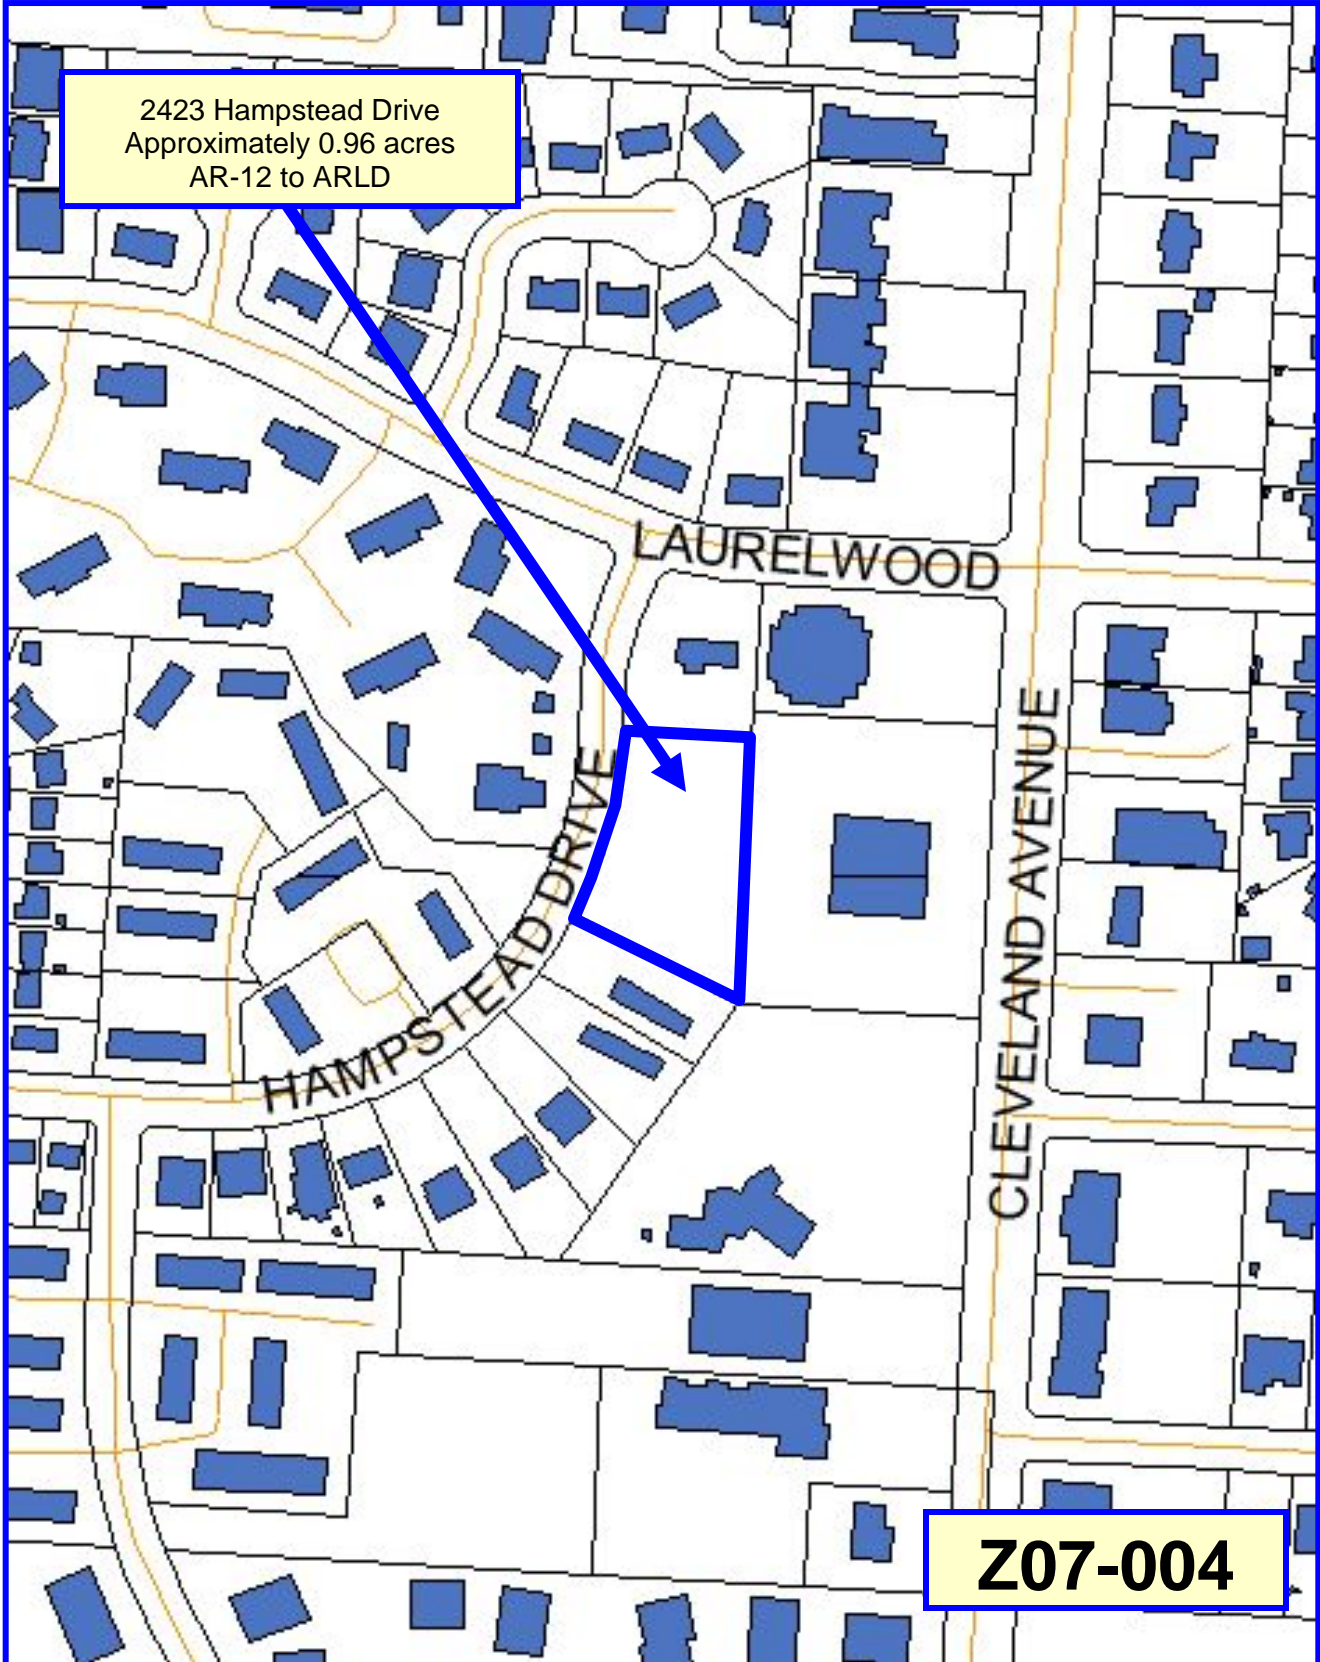 2423 Hampstead Drive
Approximately 0.96 acres
AR-12 to ARLD
LAURELWOOD
HAMPSTEAD DRIVE
CLEVELAND AVENUE
Z07-004